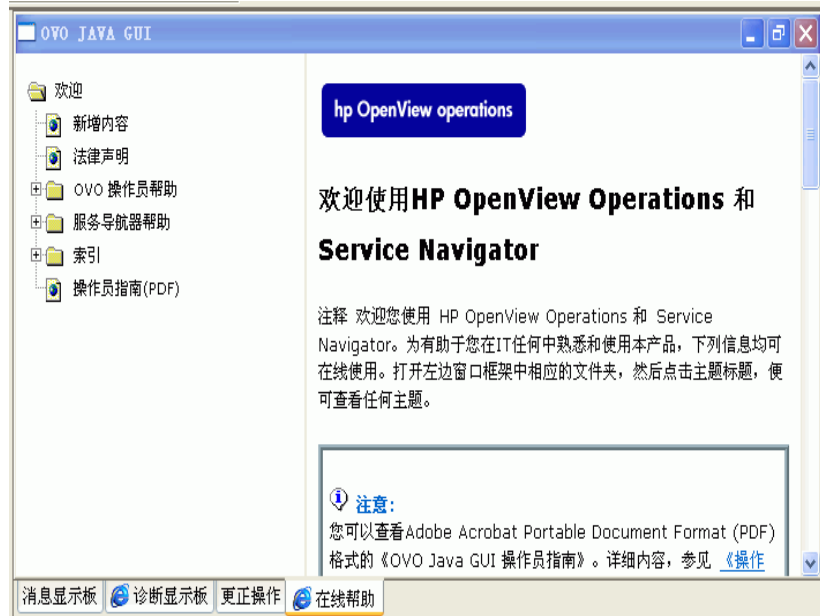 OVO JAVA GUI
欢迎
新增内容
法律声明
OVO 操作员帮助
服务导航器帮助
索引
操作员指南(PDF)
hp OpenView operations
欢迎使用HP OpenView Operations 和
Service Navigator
注释 欢迎您使用 HP OpenView Operations 和 Service
Navigator。为有助于您在IT任何中熟悉和使用本产品，下列信息均可
在线使用。打开左边窗口框架中相应的文件夹，然后点击主题标题，便
可查看任何主题。
注意:
您可以查看Adobe Acrobat Portable Document Format (PDF)
格式的《OVO Java GUI 操作员指南》。详细内容，参见 《操作
消息显示板
诊断显示板
更正操作
在线帮助